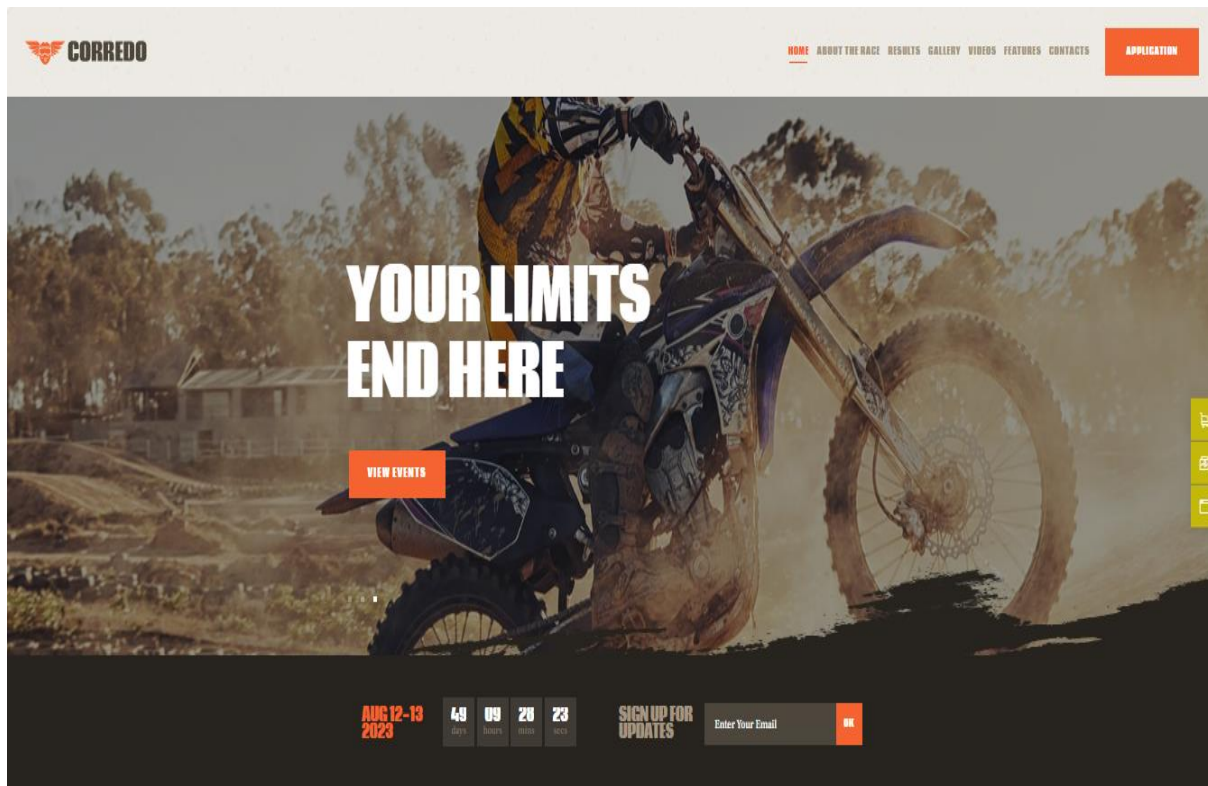 CORREDO
HOME ABOUT THE RACE RESULTS GALLERY VIDEOS FEATURES CONTACTS APPLICATION
YOUR LIMITS
END HERE
VIEW EVENTS
AUG 12-13
2023
49 09 28 23
days hours mins secs
SIGN UP FOR
UPDATES
Enter Your Email
OK